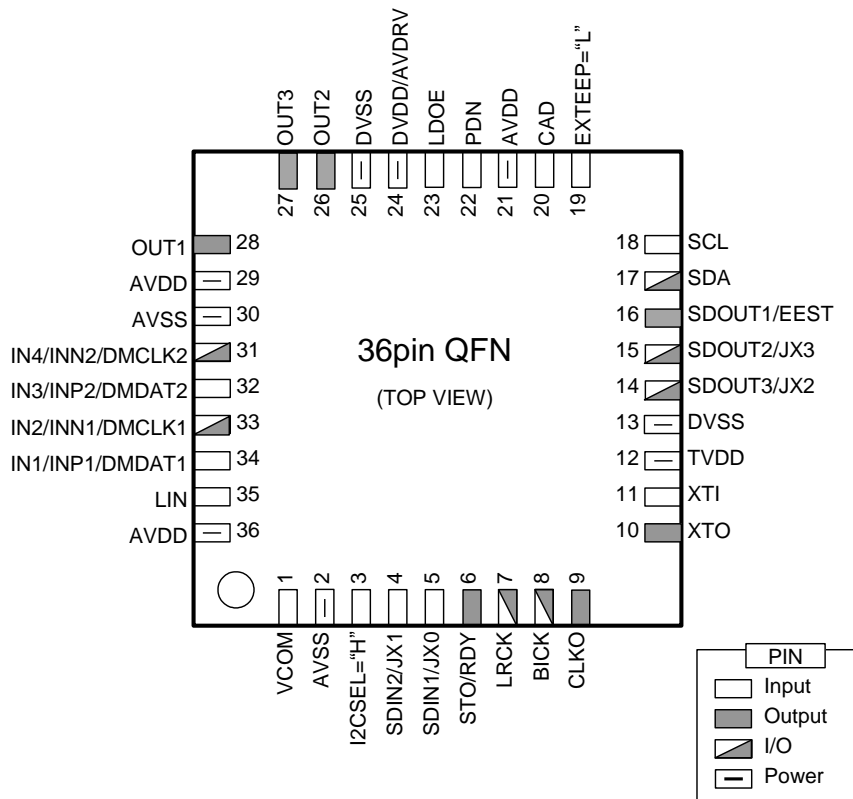 OUT3
OUT2
DVSS
DVDD/AVDRV
LDOE
PDN
AVDD
CAD
EXTEEP=“L”
27
26
25
24
23
22
21
20
19
OUT1 28
AVDD 29
AVSS 30
IN4/INN2/DMCLK2 31
IN3/INP2/DMDAT2 32
IN2/INN1/DMCLK1 33
IN1/INP1/DMDAT1 34
LIN 35
AVDD 36
36pin QFN
(TOP VIEW)
18 SCL
17 SDA
16 SDOUT1/EEST
15 SDOUT2/JX3
14 SDOUT3/JX2
13 DVSS
12 TVDD
11 XTI
10 XTO
1
2
3
4
5
6
7
8
9
VCOM
AVSS
I2CSEL=“H”
SDIN2/JX1
SDIN1/JX0
STO/RDY
LRCK
BICK
CLKO
PIN
Input
Output
I/O
Power